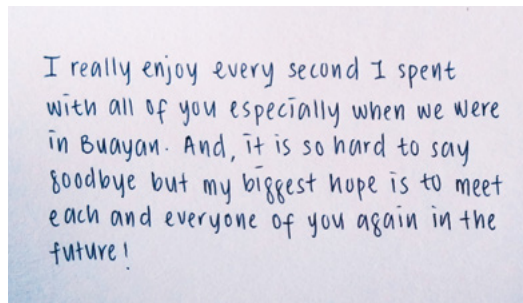 I really enjoy every second I spent
with all of you especially when we were
in Buayan. And, it is so hard to say
goodbye but my biggest hope is to meet
each and everyone of you again in the
future!